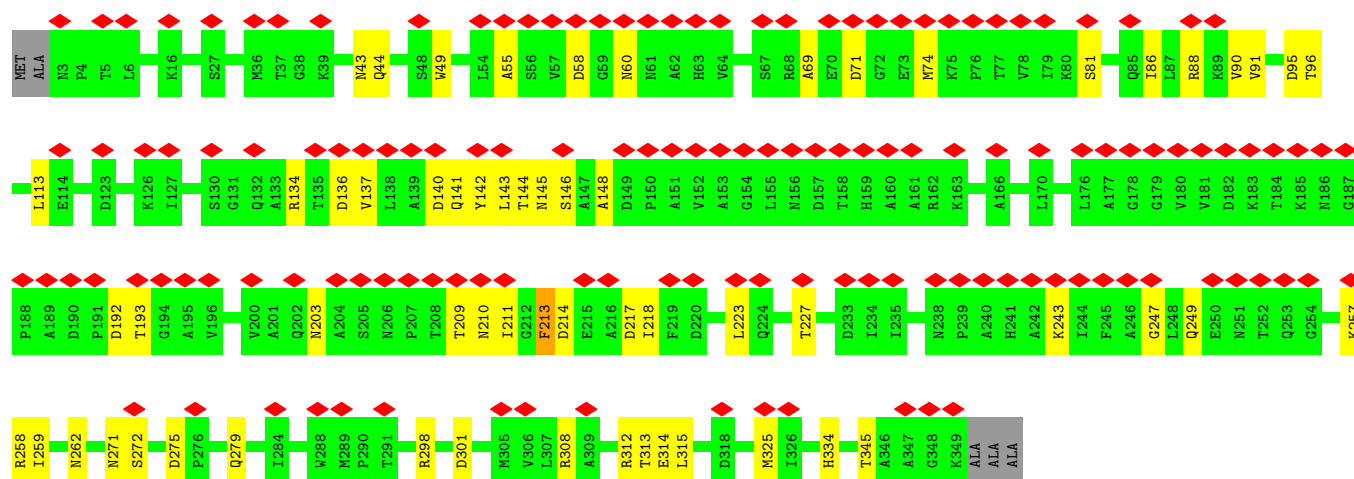 MET ALA N3 P4 T5 L6 K16 S27 M36 T37 G38 K39 N43 Q44 S48 W49 L54 A55 S56 V57 D58 G59 N60 N61 A62 H63 V64 S67 R68 A69 E70 D71 G72 E73 M74 K75 P76 T77 V78 I79 K80 S81 Q85 I86 L87 R88 K89 V90 V91 D95 T96
L113 E114 D123 K126 I127 S130 G131 Q132 A133 R134 T135 D136 V137 L138 A139 D140 Q141 Y142 L143 T144 N145 S146 A147 A148 D149 P150 A151 V152 A153 G154 L155 N156 D157 T158 H159 A160 A161 R162 K163 A166 L170 L176 A177 G178 G179 V180 V181 D182 K183 T184 K185 N186 G187
P188 A189 D190 P191 D192 T193 G194 A195 V196 V200 A201 Q202 N203 A204 S205 N206 P207 T208 T209 N210 I211 G212 F213 D214 E215 A216 D217 I218 F219 D220 L223 Q224 T227 D233 I234 I235 N238 P239 A240 H241 A242 K243 I244 F245 A246 G247 L248 Q249 E250 N251 T252 Q253 G254 K257
R258 I259 N262 N271 S272 D275 P276 Q279 I284 W288 M289 P290 T291 R298 D301 M305 V306 L307 R308 A309 R312 T313 E314 L315 D318 M325 I326 H334 T345 A346 A347 G348 K349 ALA ALA ALA